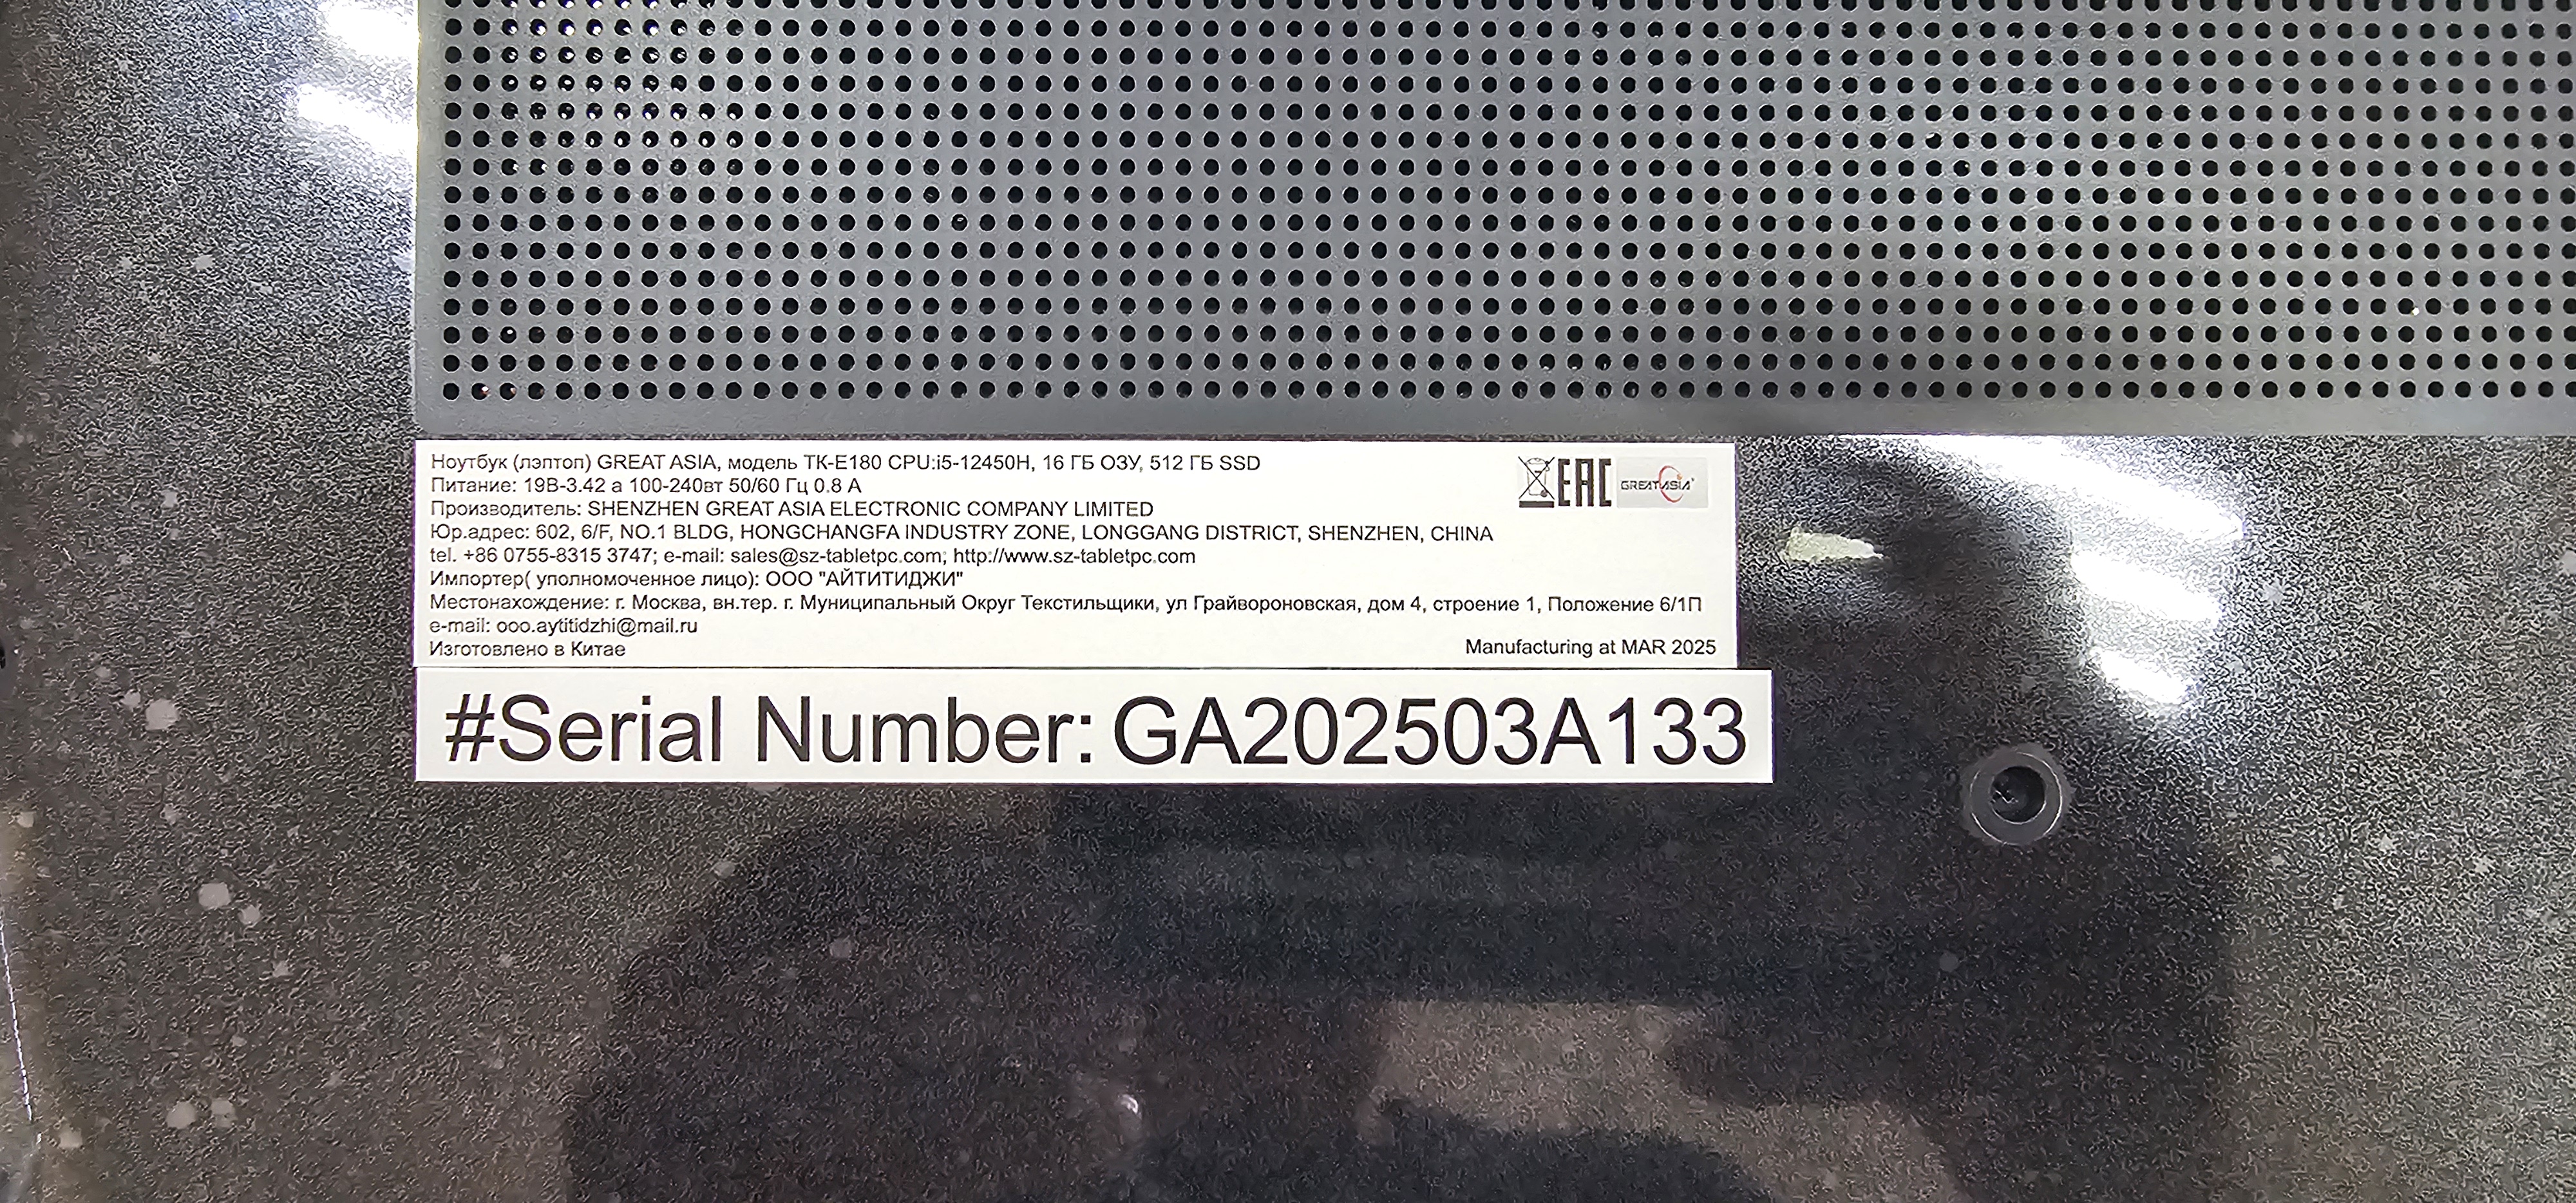 Ноутбук (лэптоп) GREAT ASIA, модель TK-E180 CPU:i5-12450H, 16 ГБ ОЗУ, 512 ГБ SSD
Питание: 19В-3.42 а 100-240вт 50/60 Гц 0.8 А
Производитель: SHENZHEN GREAT ASIA ELECTRONIC COMPANY LIMITED
Юр.адрес: 602, 6/F, NO.1 BLDG, HONGCHANGFA INDUSTRY ZONE, LONGGANG DISTRICT, SHENZHEN, CHINA
tel. +86 0755-8315 3747; e-mail: sales@sz-tabletpc.com; http://www.sz-tabletpc.com
Импортер( уполномоченное лицо): ООО "АЙТИТИДЖИ"
Местонахождение: г. Москва, вн.тер. г. Муниципальный Округ Текстильщики, ул Грайвороновская, дом 4, строение 1, Положение 6/1П
e-mail: ooo.aytitidzhi@mail.ru
Изготовлено в Китае
Manufacturing at MAR 2025
EAC
GREAT ASIA
#Serial Number: GA202503A133